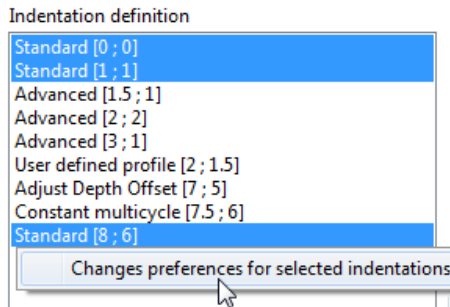 Indentation definition
Standard [0 ; 0]
Standard [1 ; 1]
Advanced [1.5 ; 1]
Advanced [2 ; 2]
Advanced [3 ; 1]
User defined profile [2 ; 1.5]
Adjust Depth Offset [7 ; 5]
Constant multicycle [7.5 ; 6]
Standard [8 ; 6]
Changes preferences for selected indentations